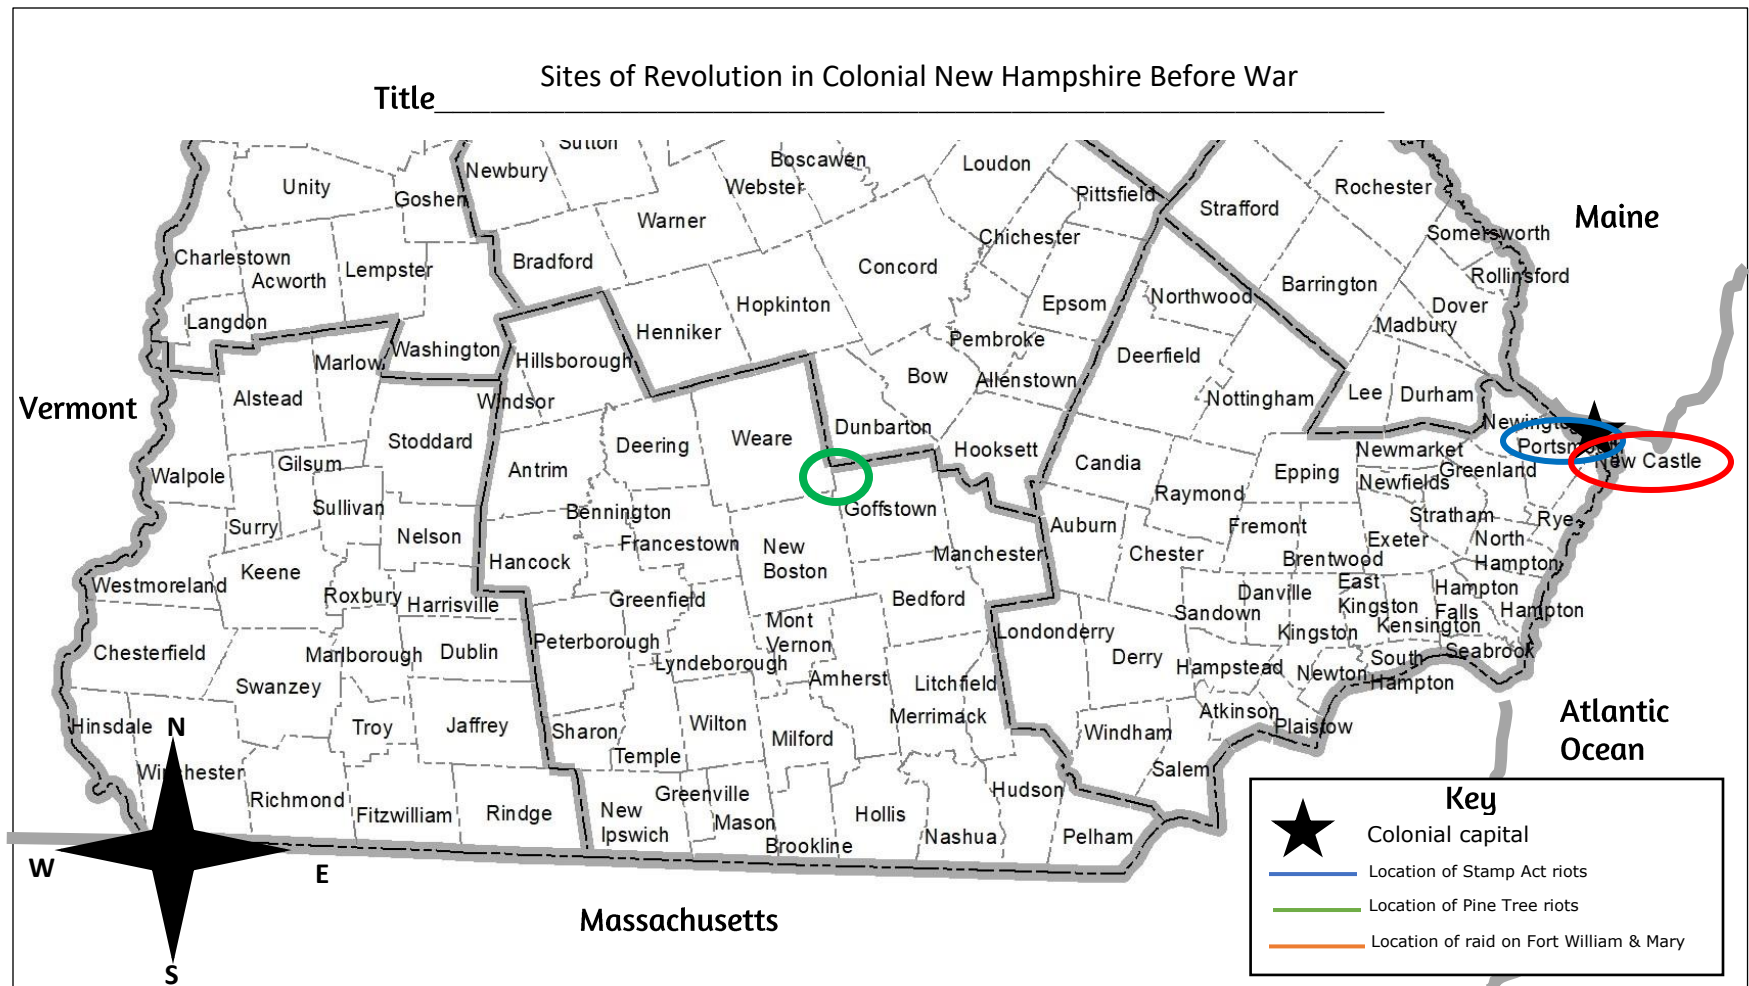 Sites of Revolution in Colonial New Hampshire Before War
Title
Sutton
Newbury
Boscawen
Webster
Loudon
Unity
Goshen
Pittsfield
Rochester
Strafford
Warner
Maine
Somersworth
Chichester
Charlestown
Acworth
Lempster
Bradford
Concord
Rollinsford
Barrington
Northwood
Hopkinton
Epsom
Dover
Langdon
Henniker
Madbury
Pembroke
Washington
Marlow
Hillsborough
Deerfield
Bow
Allenstown
Alstead
Windsor
Nottingham
Lee
Durham
Vermont
Newington
Dunbarton
Stoddard
Deering
Weare
Portsmouth
Hooksett
Newmarket
New Castle
Candia
Gilsum
Walpole
Antrim
Epping
Greenland
Newfields
Raymond
Sullivan
Bennington
Goffstown
Stratham
Rye
Surry
Nelson
Auburn
Fremont
Exeter
North
Hampton
Francestown
New
Boston
Manchester
Chester
Brentwood
Hancock
Keene
Westmoreland
Roxbury
Harrisville
Greenfield
Bedford
Danville
East
Kingston
Hampton
Falls
Hampton
Sandown
Kensington
Kingston
Mont
Vernon
Londonderry
Peterborough
Chesterfield
Marlborough
Dublin
Lyndeborough
Derry
Hampstead
Newton
South
Hampton
Seabrook
Swanzey
Amherst
Litchfield
Merrimack
Atkinson
Plaistow
Atlantic
Ocean
Hinsdale
N
Troy
Jaffrey
Sharon
Wilton
Milford
Windham
Temple
Salem
Winchester
Richmond
Fitzwilliam
Rindge
New
Ipswich
Greenville
Mason
Brookline
Hollis
Nashua
Hudson
Pelham
Key
Colonial capital
Location of Stamp Act riots
Location of Pine Tree riots
Location of raid on Fort William & Mary
W
E
Massachusetts
S